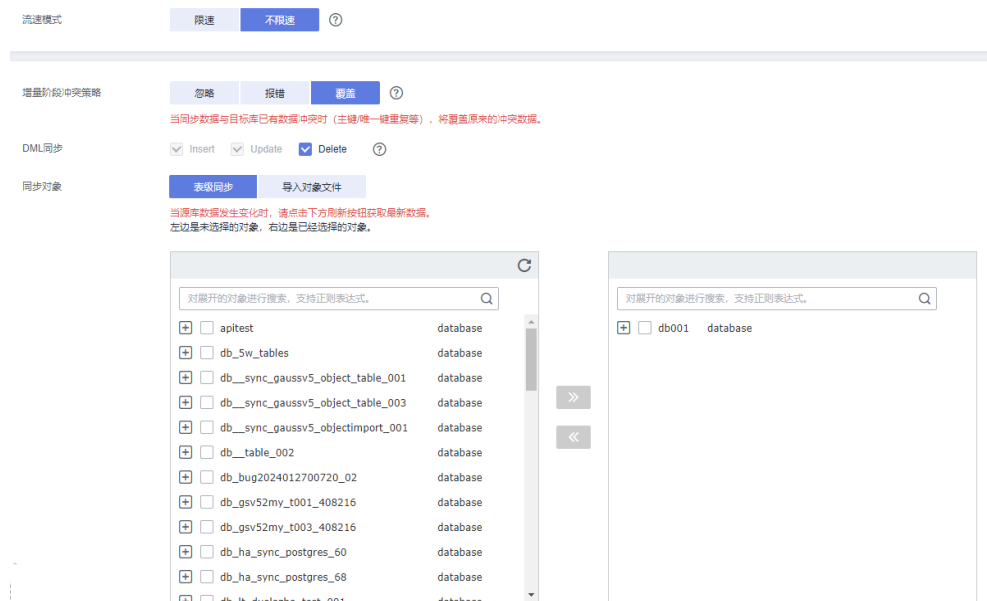 流速模式 限速 不限速
增量阶段冲突策略 忽略 报错 覆盖
当同步数据与目标库已有数据冲突时（主键/唯一键重复等），将覆盖原来的冲突数据。
DML同步 Insert Update Delete
同步对象 表级同步 导入对象文件
当源库数据发生变化时，请点击下方刷新按钮获取最新数据。
左边是未选择的对象，右边是已经选择的对象。
对展开的对象进行搜索，支持正则表达式。 对展开的对象进行搜索，支持正则表达式。
apitest database db001 database
db_5w_tables database
db__sync_gaussv5_object_table_001 database
db__sync_gaussv5_object_table_003 database
db__sync_gaussv5_objectimport_001 database
db__table_002 database
db_bug2024012700720_02 database
db_gsv52my_t001_408216 database
db_gsv52my_t003_408216 database
db_ha_sync_postgres_60 database
db_ha_sync_postgres_68 database
database